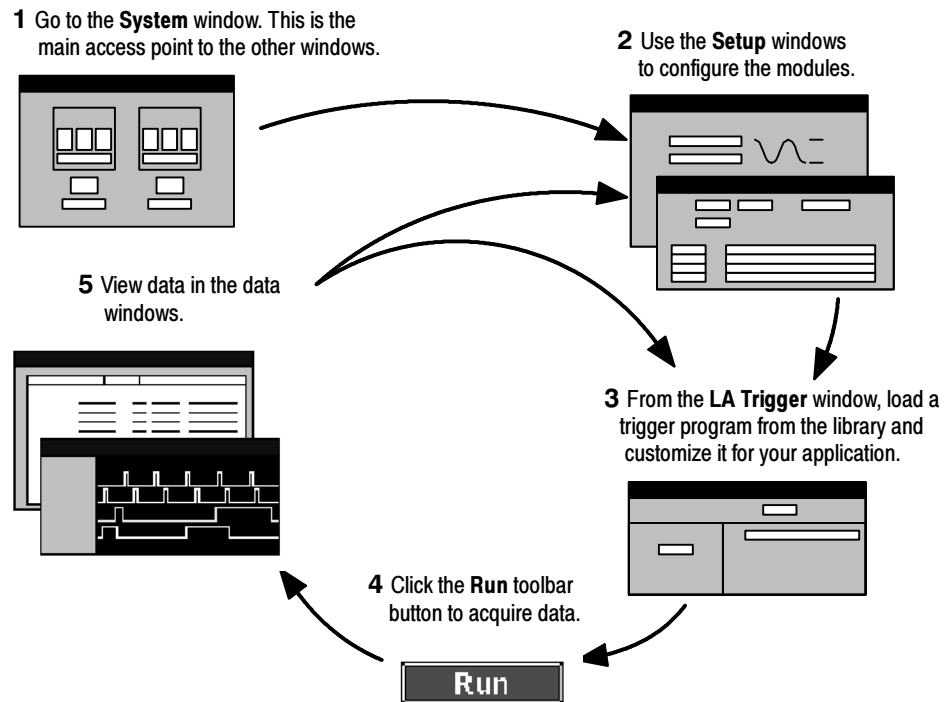 1 Go to the System window. This is the
main access point to the other windows.
2 Use the Setup windows
to configure the modules.
5 View data in the data
windows.
3 From the LA Trigger window, load a
trigger program from the library and
customize it for your application.
4 Click the Run toolbar
button to acquire data.
Run